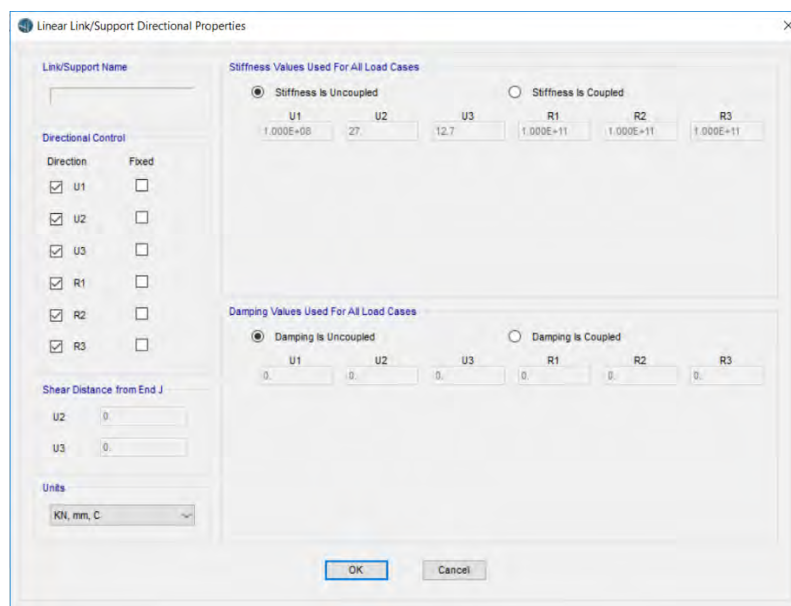 Linear Link/Support Directional Properties
Link/Support Name
Directional Control
Direction Fixed
U1
U2
U3
R1
R2
R3
Shear Distance from End J
U2 0.
U3 0.
Units
KN, mm, C
Stiffness Values Used For All Load Cases
Stiffness Is Uncoupled Stiffness Is Coupled
U1 U2 U3 R1 R2 R3
1.000E+08 27. 12.7 1.000E+11 1.000E+11 1.000E+11
Damping Values Used For All Load Cases
Damping Is Uncoupled Damping Is Coupled
U1 U2 U3 R1 R2 R3
0. 0. 0. 0. 0. 0.
OK Cancel